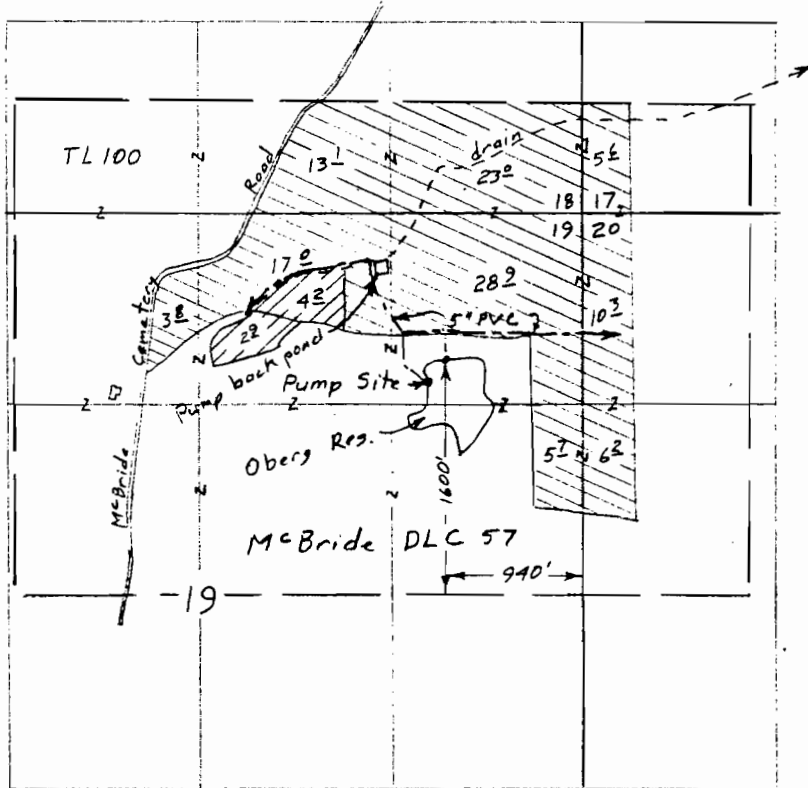 TL 100
Road
13.1
drain
23.0
5.6
18 17
19 20
17.0
4.2
28.9
3.8
2.9
5" PVC
10.3
Cemetery
Pump back pond
Pump Site
Oberg Res.
1600'
5.7
6.2
McBride
McBride DLC 57
940'
19